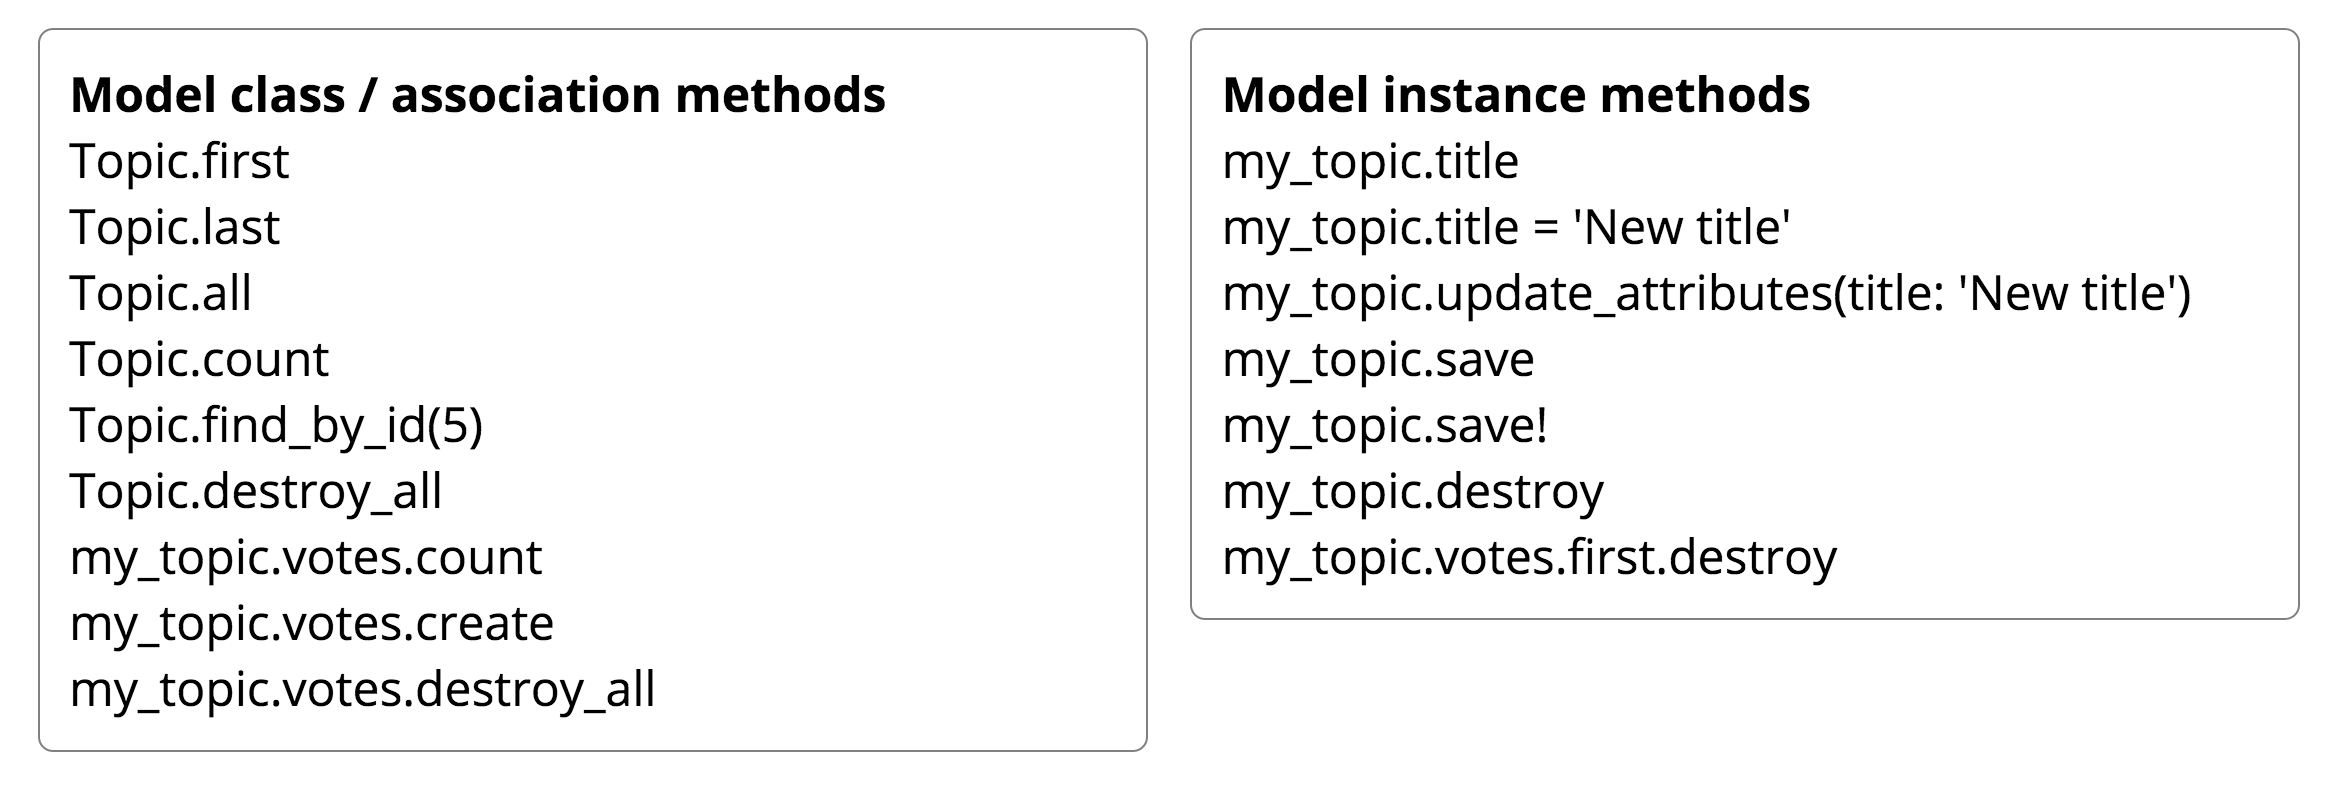 Model class / association methods
Topic.first
Topic.last
Topic.all
Topic.count
Topic.find_by_id(5)
Topic.destroy_all
my_topic.votes.count
my_topic.votes.create
my_topic.votes.destroy_all
Model instance methods
my_topic.title
my_topic.title = 'New title'
my_topic.update_attributes(title: 'New title')
my_topic.save
my_topic.save!
my_topic.destroy
my_topic.votes.first.destroy